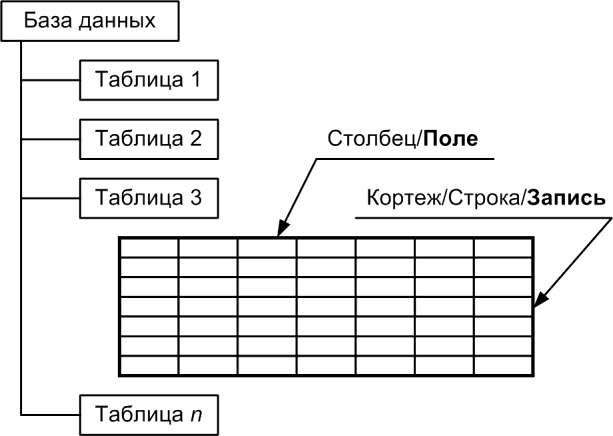 База данных
Таблица 1
Таблица 2
Столбец/Поле
Таблица 3
Кортеж/Строка/Запись
Таблица n